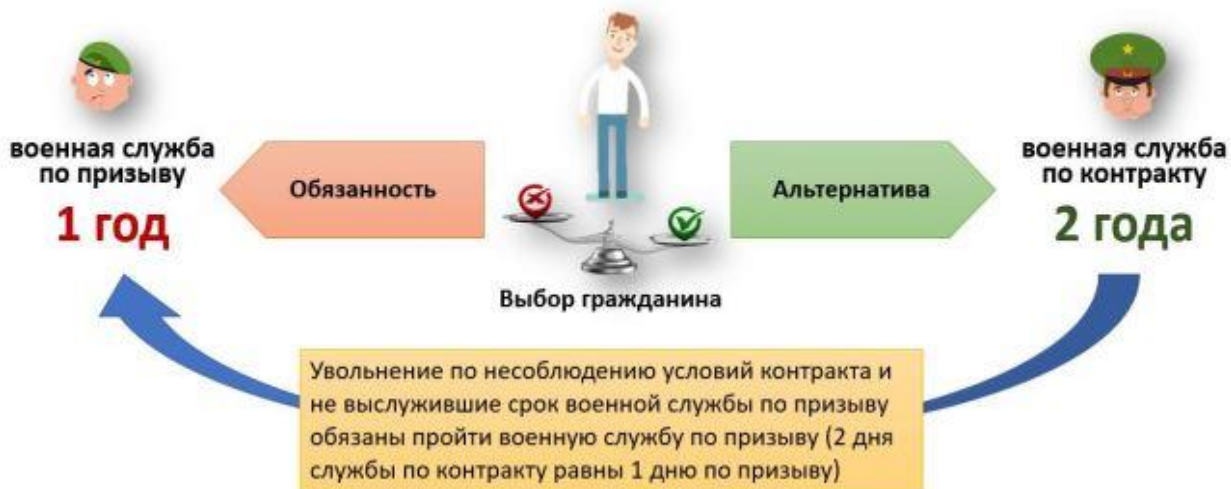 военная служба
по призыву
1 год
Обязанность
Выбор гражданина
Альтернатива
военная служба
по контракту
2 года
Увольнение по несоблюдению условий контракта и
не выслужившие срок военной службы по призыву
обязаны пройти военную службу по призыву (2 дня
службы по контракту равны 1 дню по призыву)